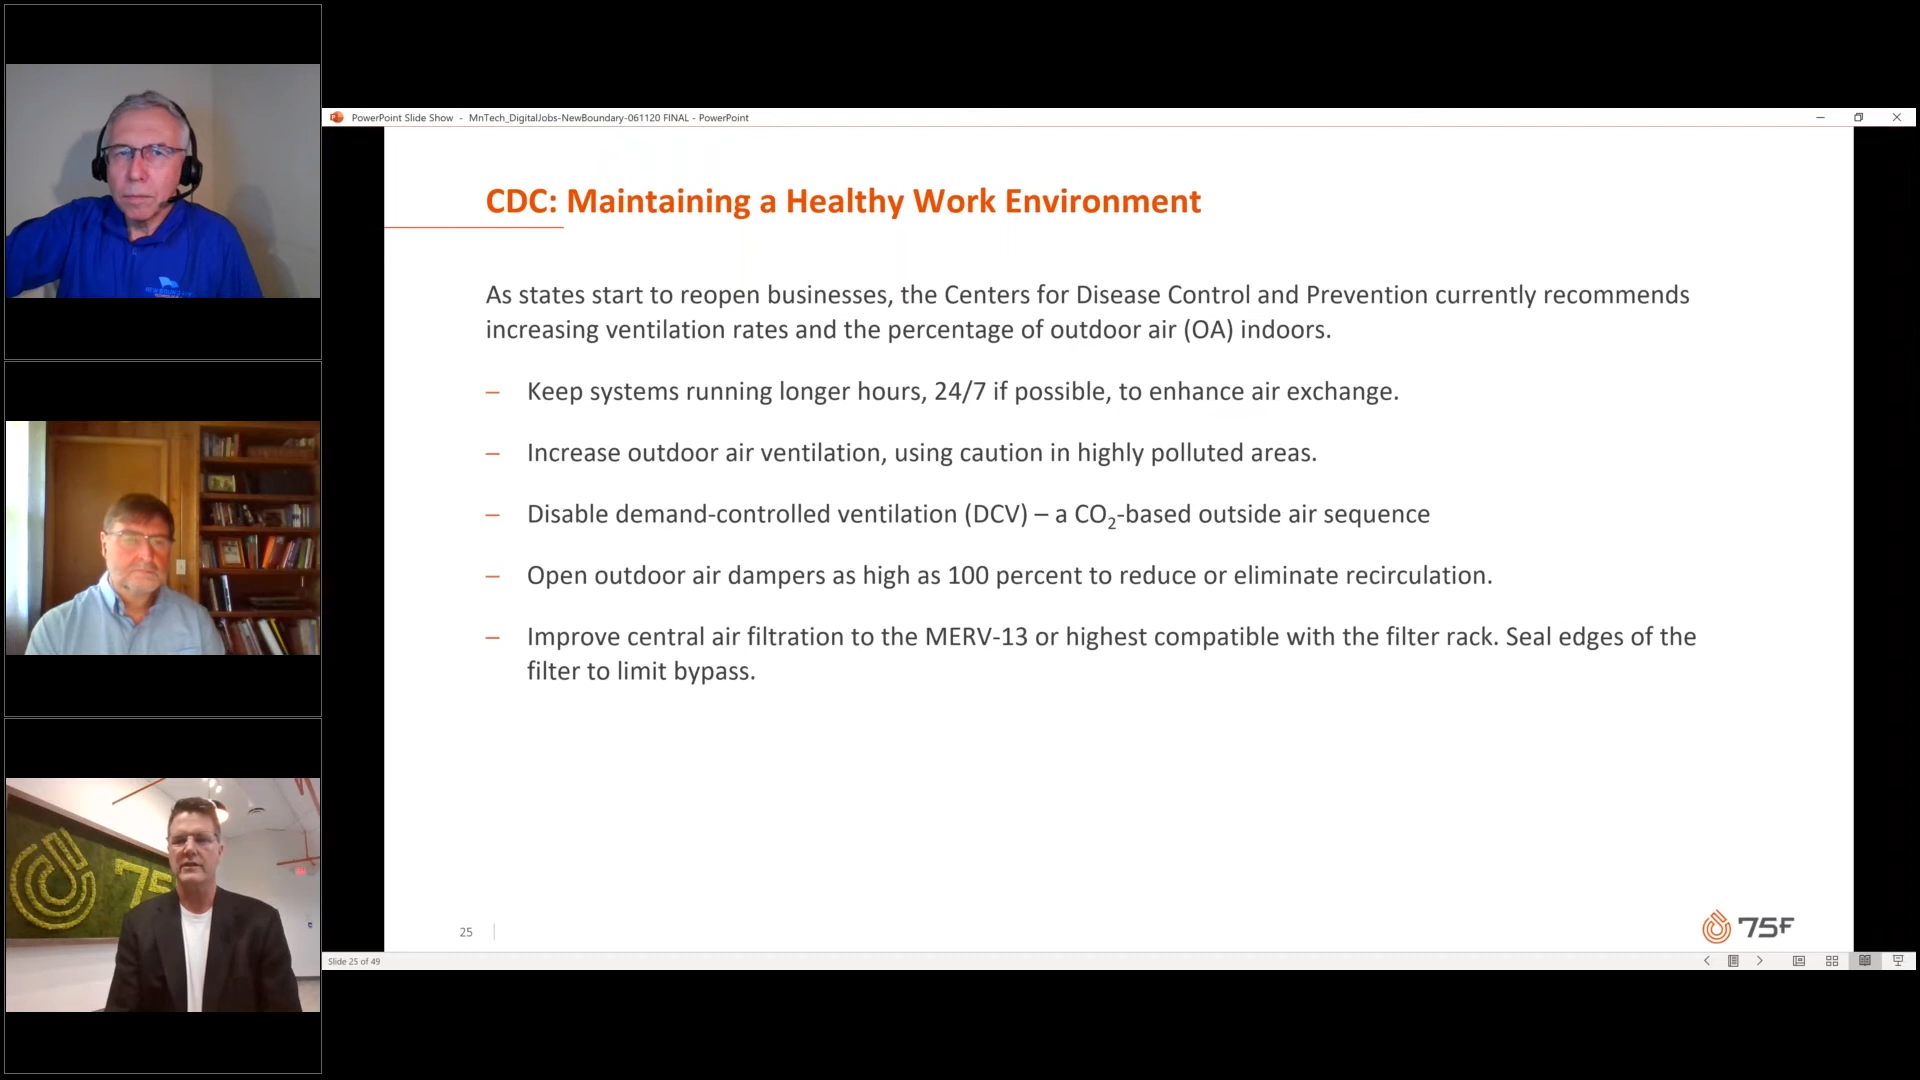 PowerPoint Slide Show - MnTech_DigitalJobs-NewBoundary-061120 FINAL - PowerPoint
CDC: Maintaining a Healthy Work Environment
As states start to reopen businesses, the Centers for Disease Control and Prevention currently recommends
increasing ventilation rates and the percentage of outdoor air (OA) indoors.
– Keep systems running longer hours, 24/7 if possible, to enhance air exchange.
– Increase outdoor air ventilation, using caution in highly polluted areas.
– Disable demand-controlled ventilation (DCV) – a CO₂-based outside air sequence
– Open outdoor air dampers as high as 100 percent to reduce or eliminate recirculation.
– Improve central air filtration to the MERV-13 or highest compatible with the filter rack. Seal edges of the
filter to limit bypass.
25
75F
Slide 25 of 49
75